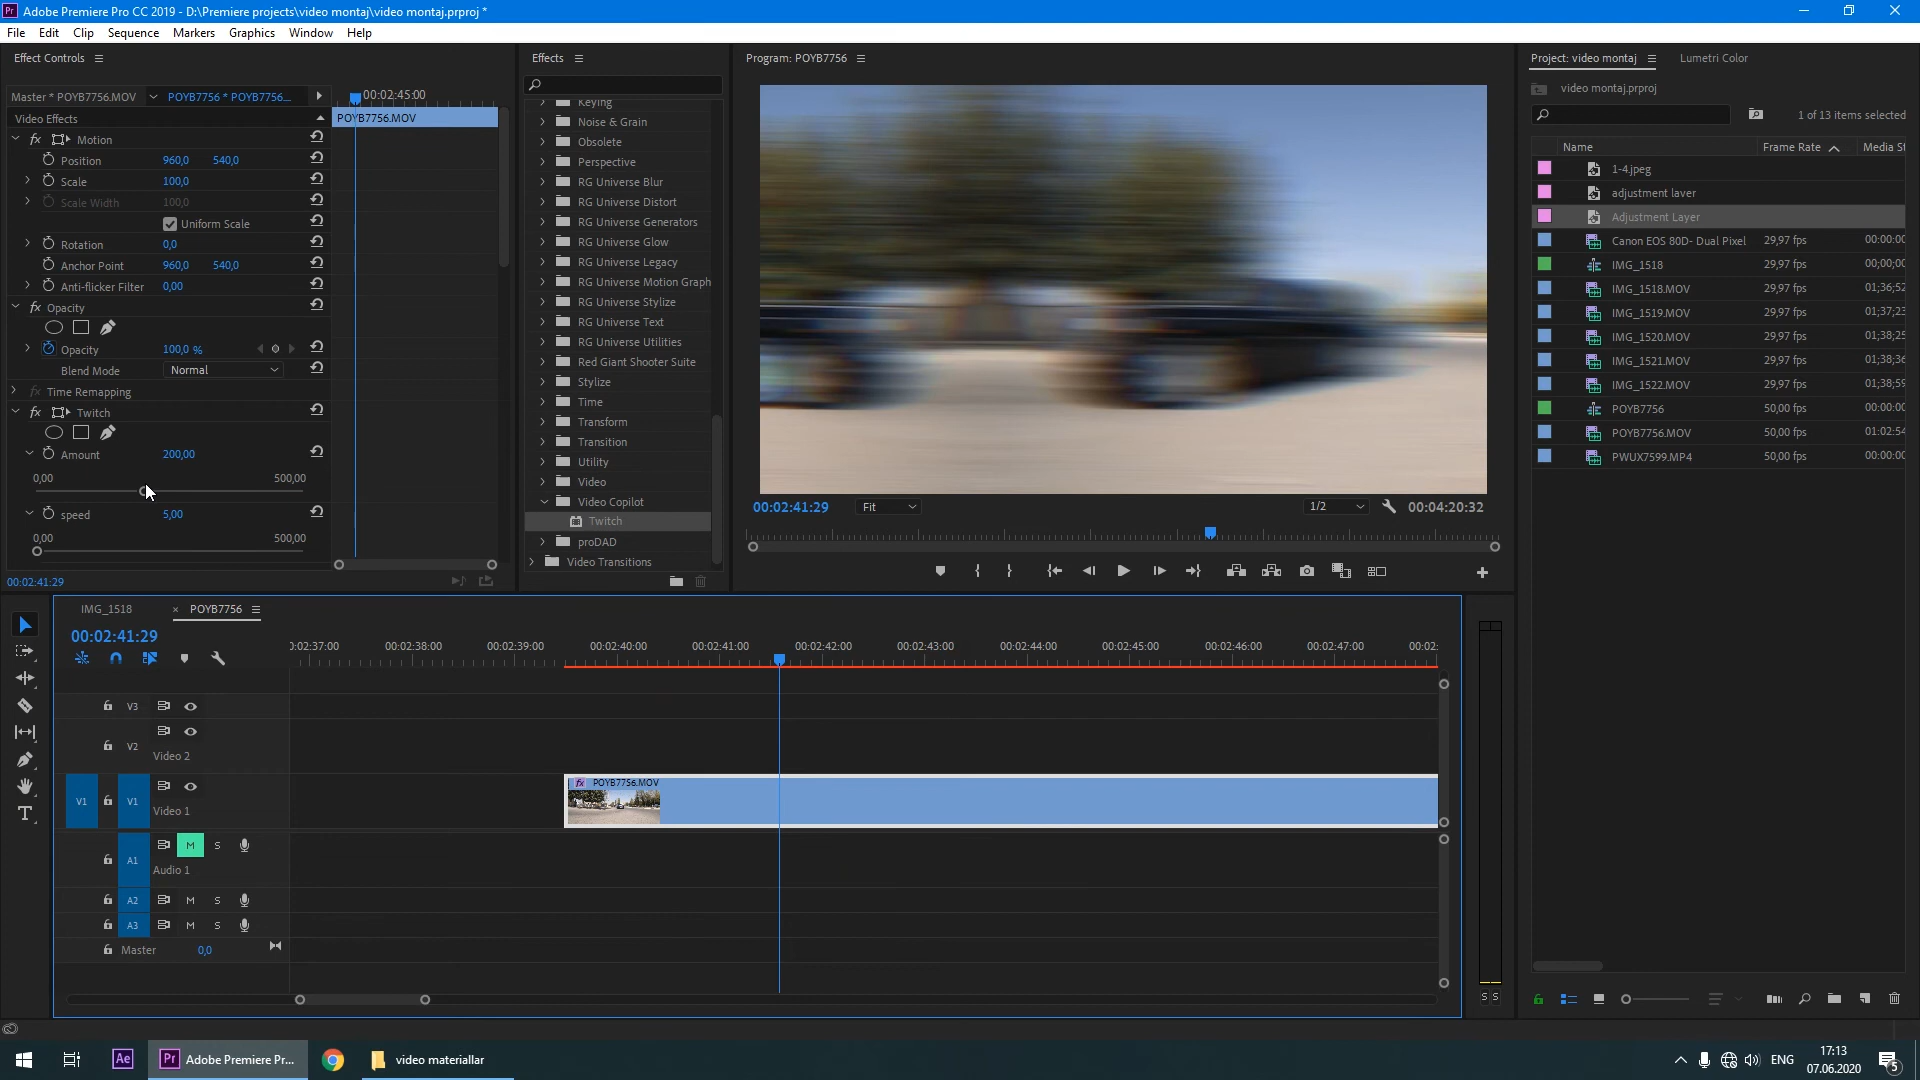 Adobe Premiere Pro CC 2019 - D:\Premiere projects\video montaj\video montaj.prproj *
File Edit Clip Sequence Markers Graphics Window Help
Effect Controls
Master * POYB7756.MOV POYB7756 * POYB7756...
00:02:45:00
Video Effects
POYB7756.MOV
fx Motion
Position 960,0 540,0
Scale 100,0
Scale Width 100,0
Uniform Scale
Rotation 0,0
Anchor Point 960,0 540,0
Anti-flicker Filter 0,00
fx Opacity
Opacity 100,0 %
Blend Mode Normal
fx Time Remapping
fx Twitch
Amount 200,00
0,00 500,00
speed 5,00
0,00 500,00
00:02:41:29
Effects
Keying
Noise & Grain
Obsolete
Perspective
RG Universe Blur
RG Universe Distort
RG Universe Generators
RG Universe Glow
RG Universe Legacy
RG Universe Motion Graph
RG Universe Stylize
RG Universe Text
RG Universe Utilities
Red Giant Shooter Suite
Stylize
Time
Transform
Transition
Utility
Video
Video Copilot
Twitch
proDAD
Video Transitions
Program: POYB7756
00:02:41:29 Fit 1/2 00:04:20:32
Project: video montaj Lumetri Color
video montaj.prproj
1 of 13 items selected
Name Frame Rate Media St
1-4.jpeg
adjustment laver
Adjustment Layer
Canon EOS 80D- Dual Pixel 29,97 fps 00:00:00
IMG_1518 29,97 fps 00;00;00
IMG_1518.MOV 29,97 fps 01;36;52
IMG_1519.MOV 29,97 fps 01;37;23
IMG_1520.MOV 29,97 fps 01;38;25
IMG_1521.MOV 29,97 fps 01;38;36
IMG_1522.MOV 29,97 fps 01;38;59
POYB7756 50,00 fps 00:00:00
POYB7756.MOV 50,00 fps 01:02:54
PWUX7599.MP4 50,00 fps 00:00:00
IMG_1518 × POYB7756
00:02:41:29
0:02:37:00 00:02:38:00 00:02:39:00 00:02:40:00 00:02:41:00 00:02:42:00 00:02:43:00 00:02:44:00 00:02:45:00 00:02:46:00 00:02:47:00 00:02:
V3
V2
Video 2
fx POYB7756.MOV
V1 V1
Video 1
A1 M S
Audio 1
A2 M S
A3 M S
Master 0,0
S S
Ae Pr Adobe Premiere Pr... video materiallar
ENG 17:13
07.06.2020
5